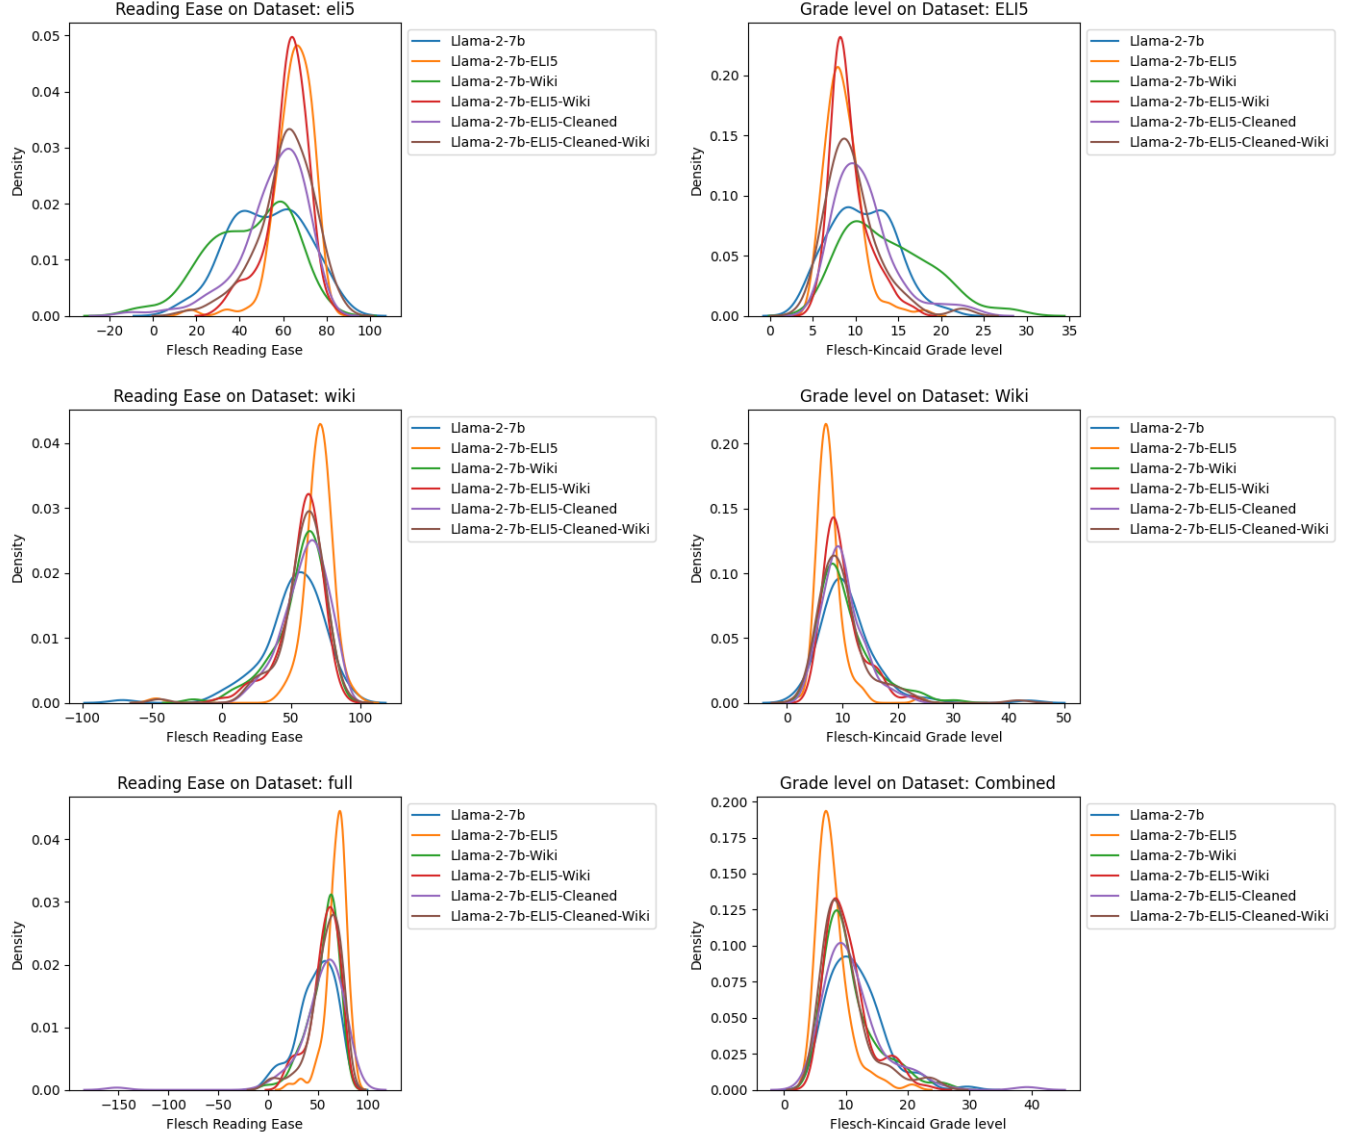 Reading Ease on Dataset: eli5
0.05
0.04
0.03
0.02
0.01
0.00
Density
−20 0 20 40 60 80 100
Flesch Reading Ease
Llama-2-7b
Llama-2-7b-ELI5
Llama-2-7b-Wiki
Llama-2-7b-ELI5-Wiki
Llama-2-7b-ELI5-Cleaned
Llama-2-7b-ELI5-Cleaned-Wiki
Grade level on Dataset: ELI5
0.20
0.15
0.10
0.05
0.00
Density
0 5 10 15 20 25 30 35
Flesch-Kincaid Grade level
Llama-2-7b
Llama-2-7b-ELI5
Llama-2-7b-Wiki
Llama-2-7b-ELI5-Wiki
Llama-2-7b-ELI5-Cleaned
Llama-2-7b-ELI5-Cleaned-Wiki
Reading Ease on Dataset: wiki
0.04
0.03
0.02
0.01
0.00
Density
−100 −50 0 50 100
Flesch Reading Ease
Llama-2-7b
Llama-2-7b-ELI5
Llama-2-7b-Wiki
Llama-2-7b-ELI5-Wiki
Llama-2-7b-ELI5-Cleaned
Llama-2-7b-ELI5-Cleaned-Wiki
Grade level on Dataset: Wiki
0.20
0.15
0.10
0.05
0.00
Density
0 10 20 30 40 50
Flesch-Kincaid Grade level
Llama-2-7b
Llama-2-7b-ELI5
Llama-2-7b-Wiki
Llama-2-7b-ELI5-Wiki
Llama-2-7b-ELI5-Cleaned
Llama-2-7b-ELI5-Cleaned-Wiki
Reading Ease on Dataset: full
0.04
0.03
0.02
0.01
0.00
Density
−150 −100 −50 0 50 100
Flesch Reading Ease
Llama-2-7b
Llama-2-7b-ELI5
Llama-2-7b-Wiki
Llama-2-7b-ELI5-Wiki
Llama-2-7b-ELI5-Cleaned
Llama-2-7b-ELI5-Cleaned-Wiki
Grade level on Dataset: Combined
0.200
0.175
0.150
0.125
0.100
0.075
0.050
0.025
0.000
Density
0 10 20 30 40
Flesch-Kincaid Grade level
Llama-2-7b
Llama-2-7b-ELI5
Llama-2-7b-Wiki
Llama-2-7b-ELI5-Wiki
Llama-2-7b-ELI5-Cleaned
Llama-2-7b-ELI5-Cleaned-Wiki